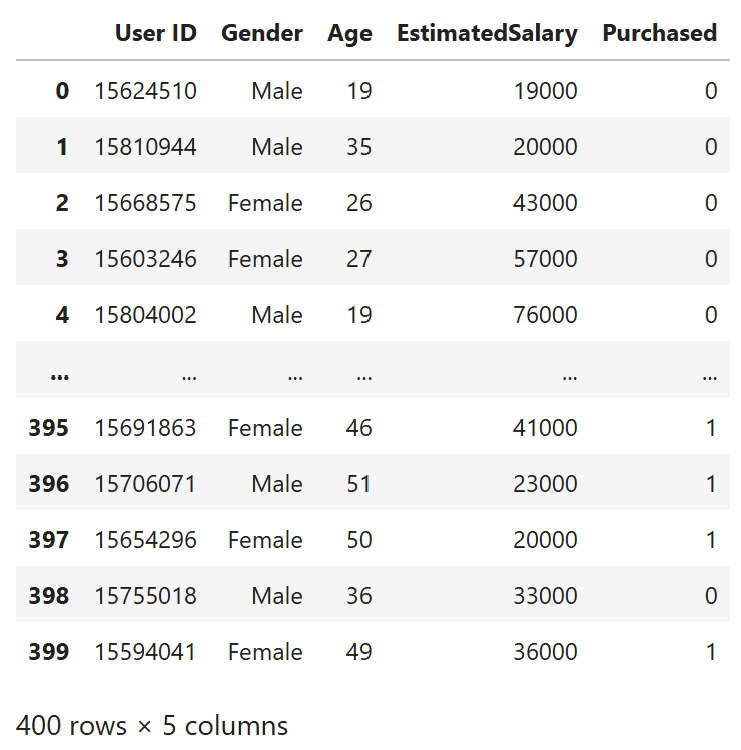 User ID Gender Age EstimatedSalary Purchased
0 15624510 Male 19 19000 0
1 15810944 Male 35 20000 0
2 15668575 Female 26 43000 0
3 15603246 Female 27 57000 0
4 15804002 Male 19 76000 0
... ... ... ... ... ...
395 15691863 Female 46 41000 1
396 15706071 Male 51 23000 1
397 15654296 Female 50 20000 1
398 15755018 Male 36 33000 0
399 15594041 Female 49 36000 1
400 rows × 5 columns